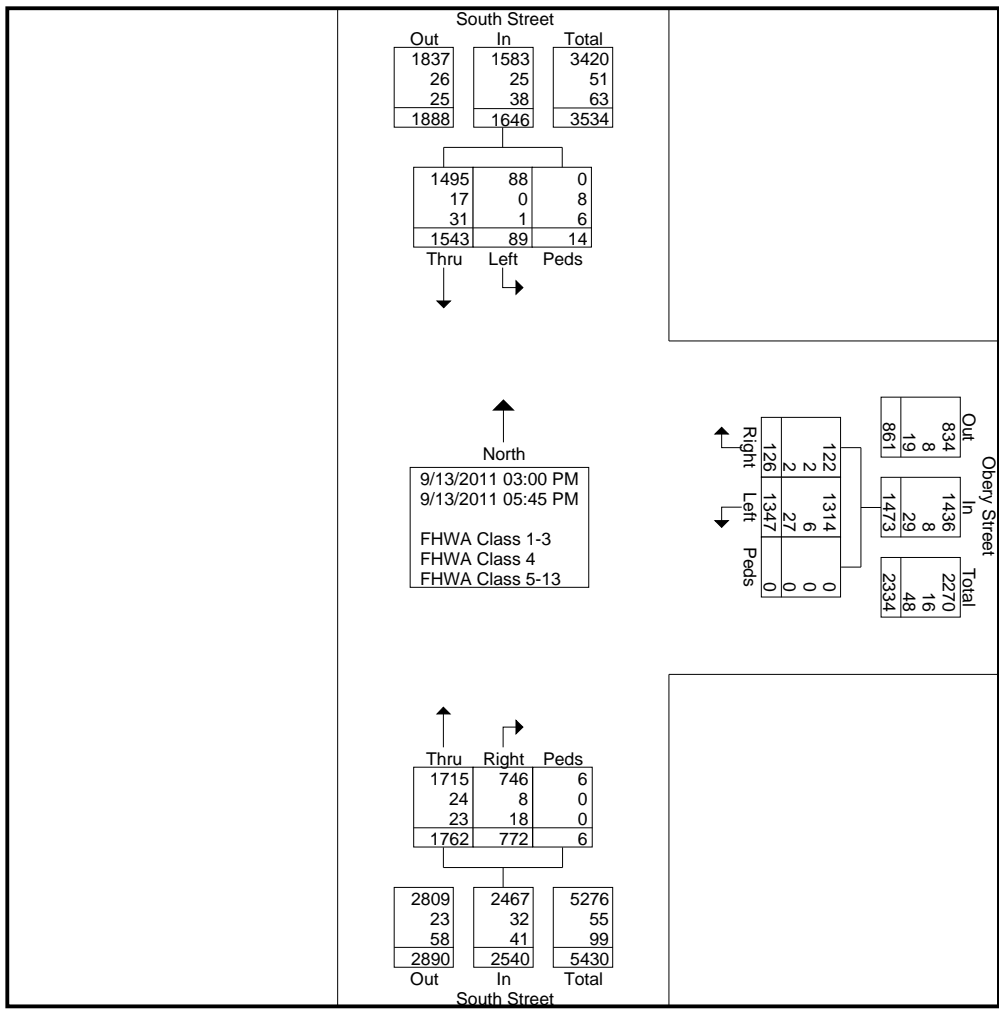 South Street
Out In Total
1837 1583 3420
26 25 51
25 38 63
1888 1646 3534
1495 88 0
17 0 8
31 1 6
1543 89 14
Thru Left Peds
North
9/13/2011 03:00 PM
9/13/2011 05:45 PM
FHWA Class 1-3
FHWA Class 4
FHWA Class 5-13
Obery Street
Out In Total
834 1436 2270
8 8 16
19 29 48
861 1473 2334
122 1314 0
2 6 0
2 27 0
126 1347 0
Right Left Peds
Thru Right Peds
1715 746 6
24 8 0
23 18 0
1762 772 6
2809 2467 5276
23 32 55
58 41 99
2890 2540 5430
Out In Total
South Street